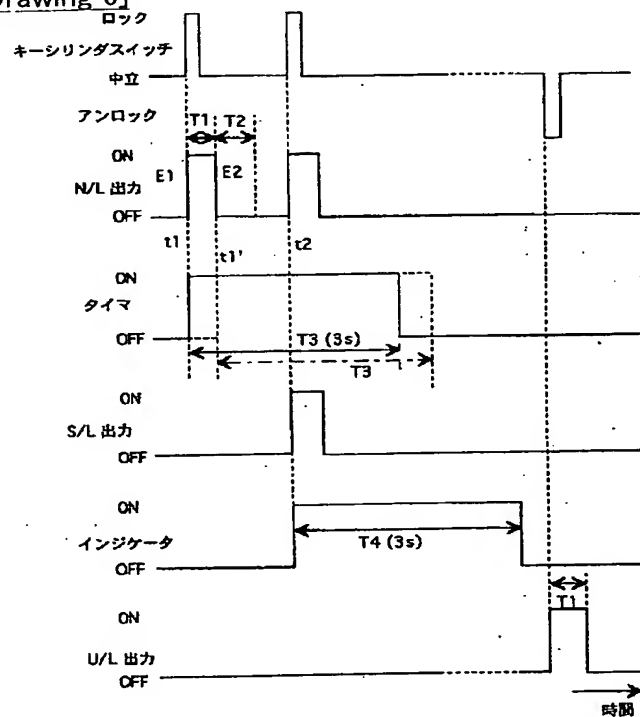 ロック
キーシリンダスイッチ
中立
アンロック
T1 T2
ON
E1 E2
N/L 出力
OFF
t1 t1' t2
ON
タイマ
OFF
T3 (3s)
T3
ON
S/L 出力
OFF
ON
インジケータ
T4 (3s)
OFF
T1
ON
U/L 出力
OFF
時間